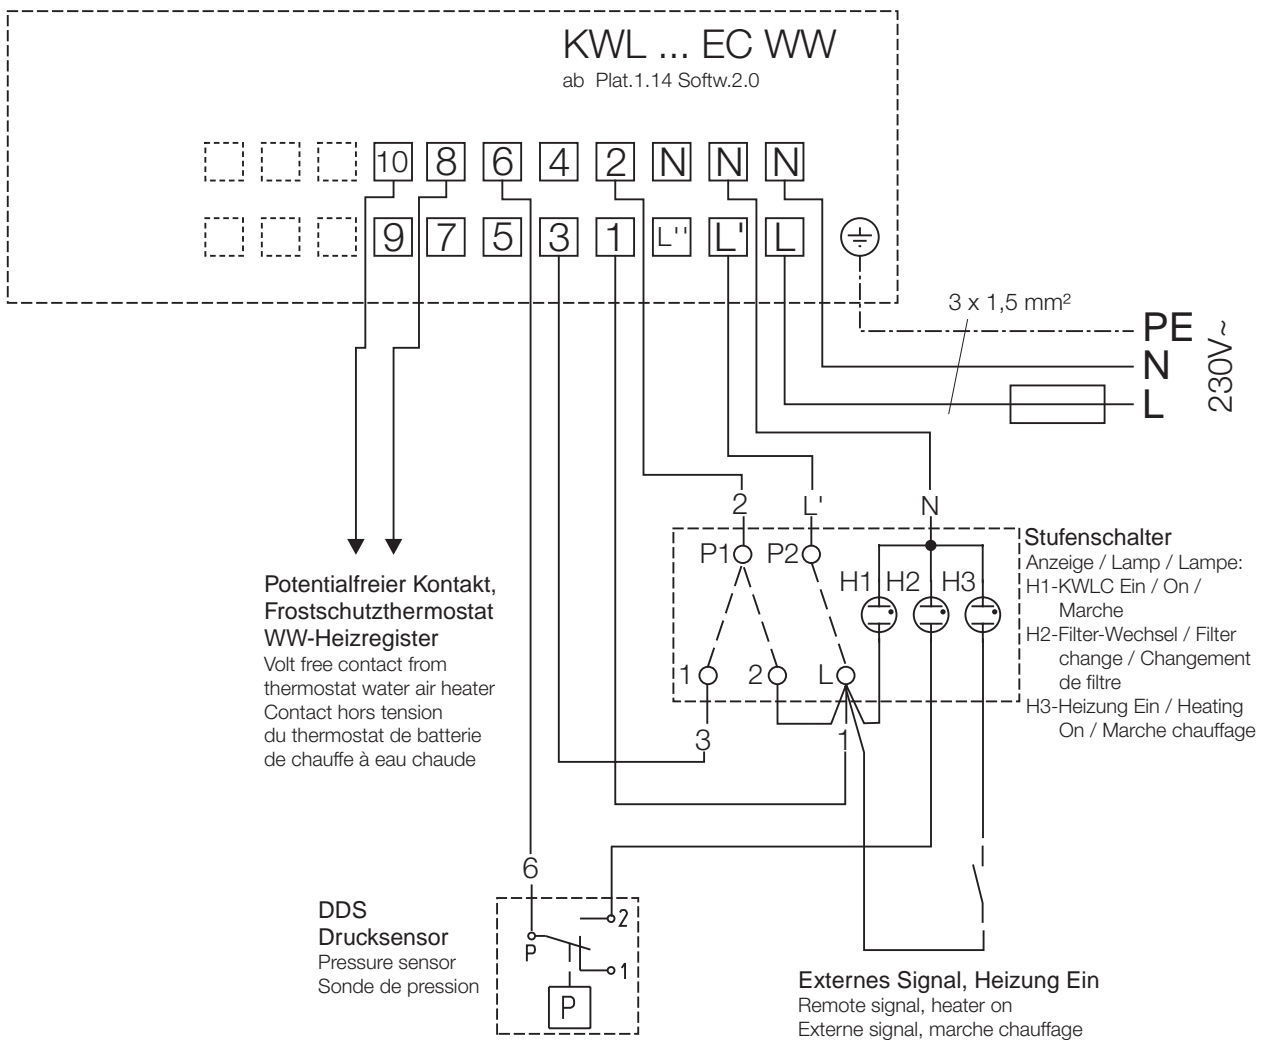 KWL ... EC WW
ab Plat.1.14 Softw.2.0
10 8 6 4 2 N N N
9 7 5 3 1 L'' L' L
3 x 1,5 mm²
PE
N
L
230V~
2 L' N
P1 P2 H1 H2 H3
1 2 L
3 1
Stufenschalter
Anzeige / Lamp / Lampe:
H1-KWLC Ein / On /
Marche
H2-Filter-Wechsel / Filter
change / Changement
de filtre
H3-Heizung Ein / Heating
On / Marche chauffage
Potentialfreier Kontakt,
Frostschutzthermostat
WW-Heizregister
Volt free contact from
thermostat water air heater
Contact hors tension
du thermostat de batterie
de chauffe à eau chaude
6
DDS
Drucksensor
Pressure sensor
Sonde de pression
2
P
1
P
Externes Signal, Heizung Ein
Remote signal, heater on
Externe signal, marche chauffage